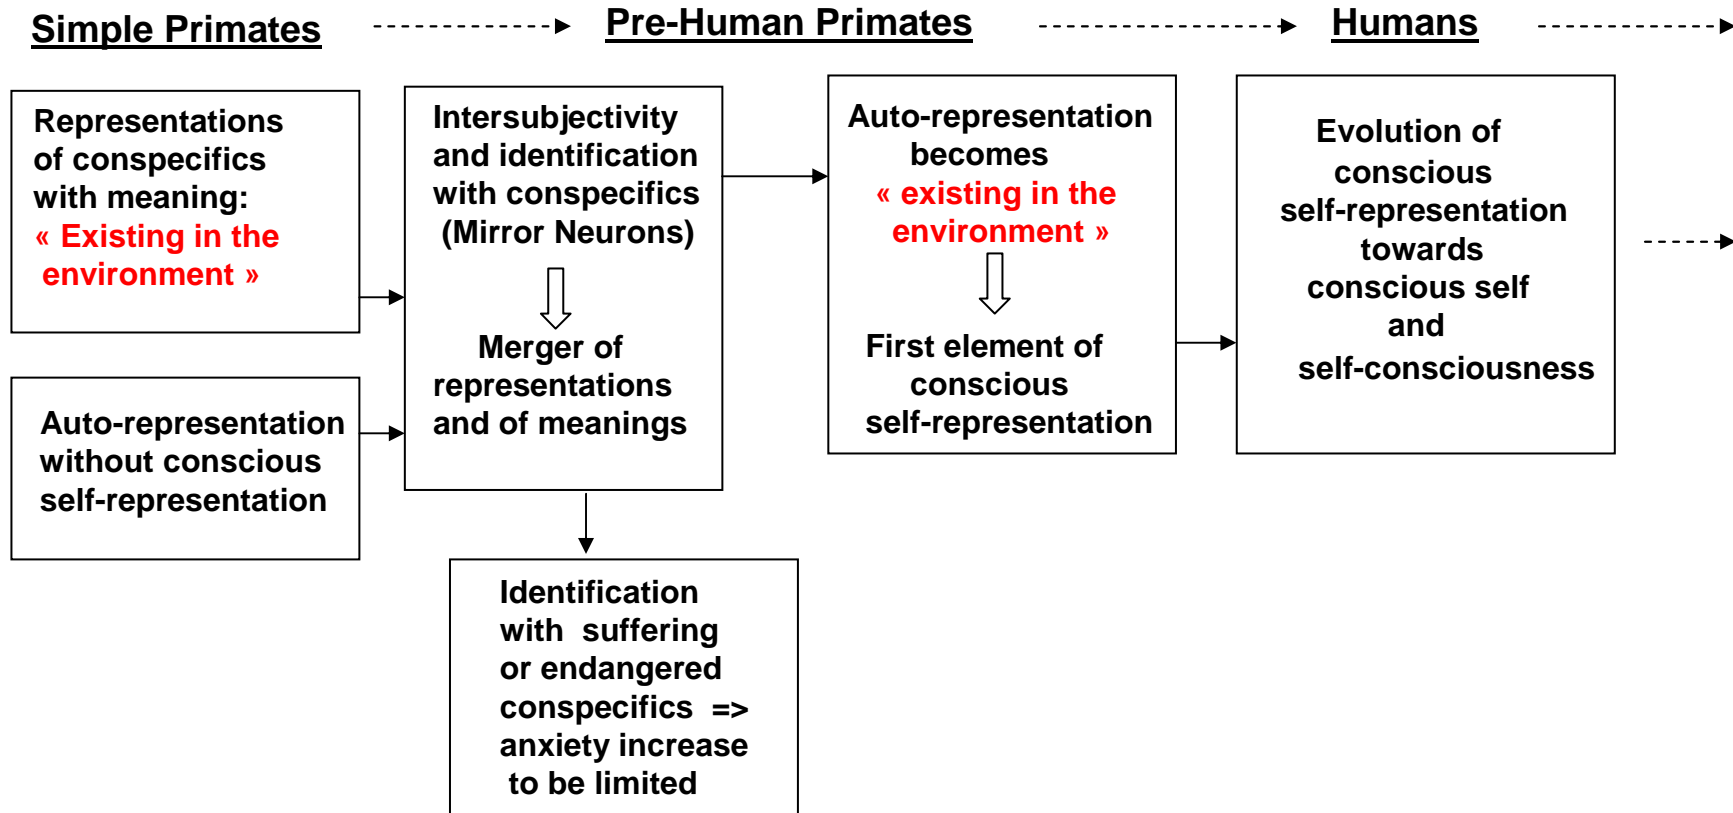 Simple Primates
Pre-Human Primates
Humans
Representations
of conspecifics
with meaning:
« Existing in the
environment »
Auto-representation
without conscious
self-representation
Intersubjectivity
and identification
with conspecifics
(Mirror Neurons)
Merger of
representations
and of meanings
Identification
with suffering
or endangered
conspecifics =>
anxiety increase
to be limited
Auto-representation
becomes
« existing in the
environment »
First element of
conscious
self-representation
Evolution of
conscious
self-representation
towards
conscious self
and
self-consciousness